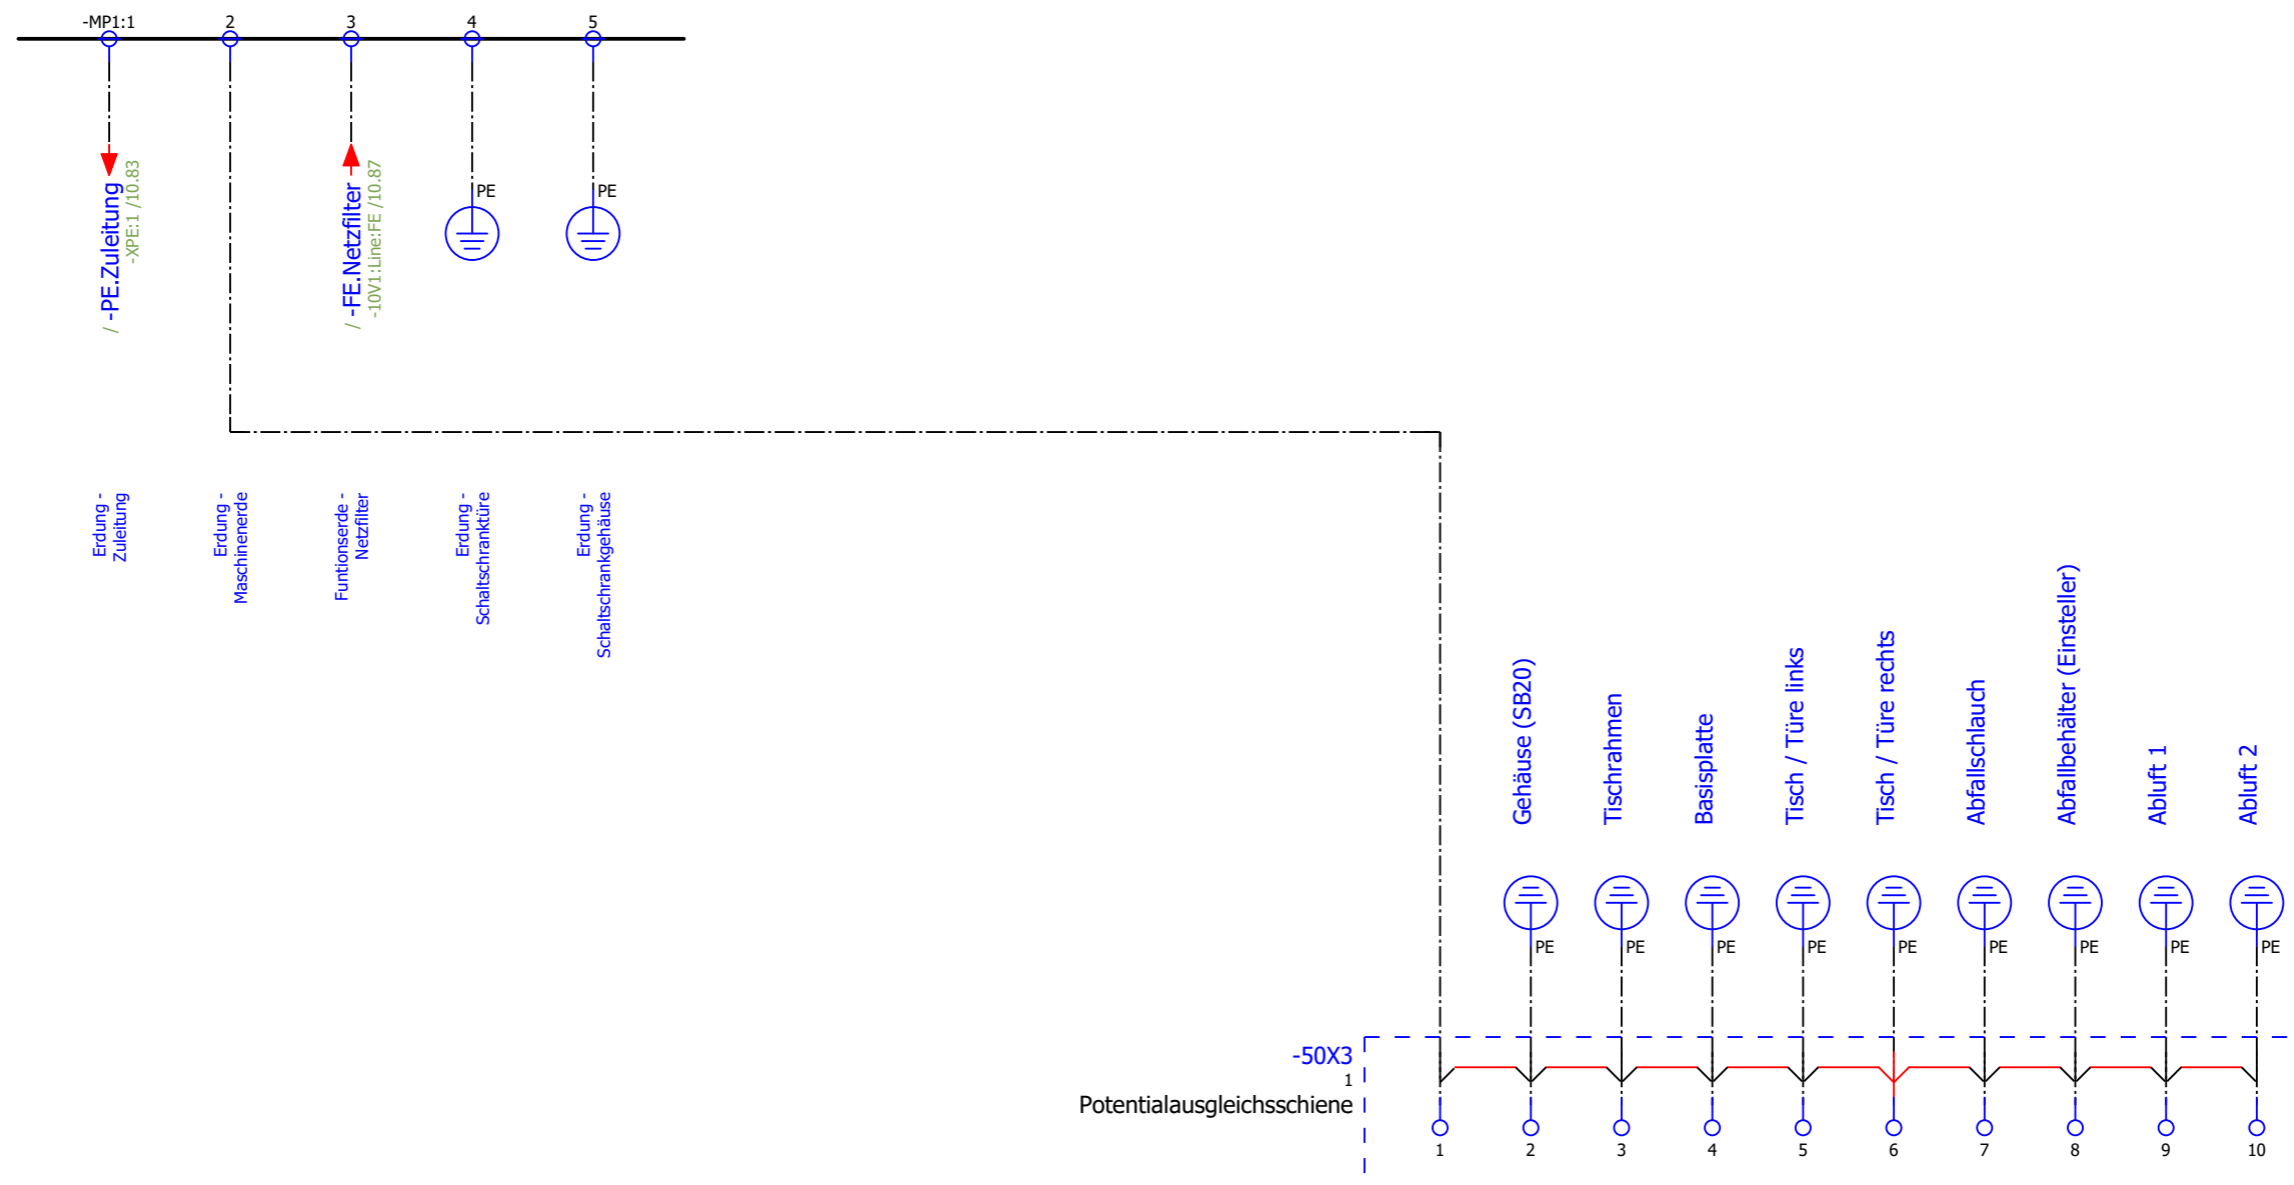 -MP1:1
2
3
4
5
/ -PE.Zuleitung
-XPE:1 /10.83
/ -FE.Netzfilter
-10V1:Line:FE /10.87
PE
PE
Erdung -
Zuleitung
Erdung -
Maschinenerde
Funtionserde -
Netzfilter
Erdung -
Schaltschranktüre
Erdung -
Schaltschrankgehäuse
Gehäuse (SB20)
Tischrahmen
Basisplatte
Tisch / Türe links
Tisch / Türe rechts
Abfallschlauch
Abfallbehälter (Einsteller)
Abluft 1
Abluft 2
PE
PE
PE
PE
PE
PE
PE
PE
PE
-50X3
1
Potentialausgleichsschiene
1
2
3
4
5
6
7
8
9
10